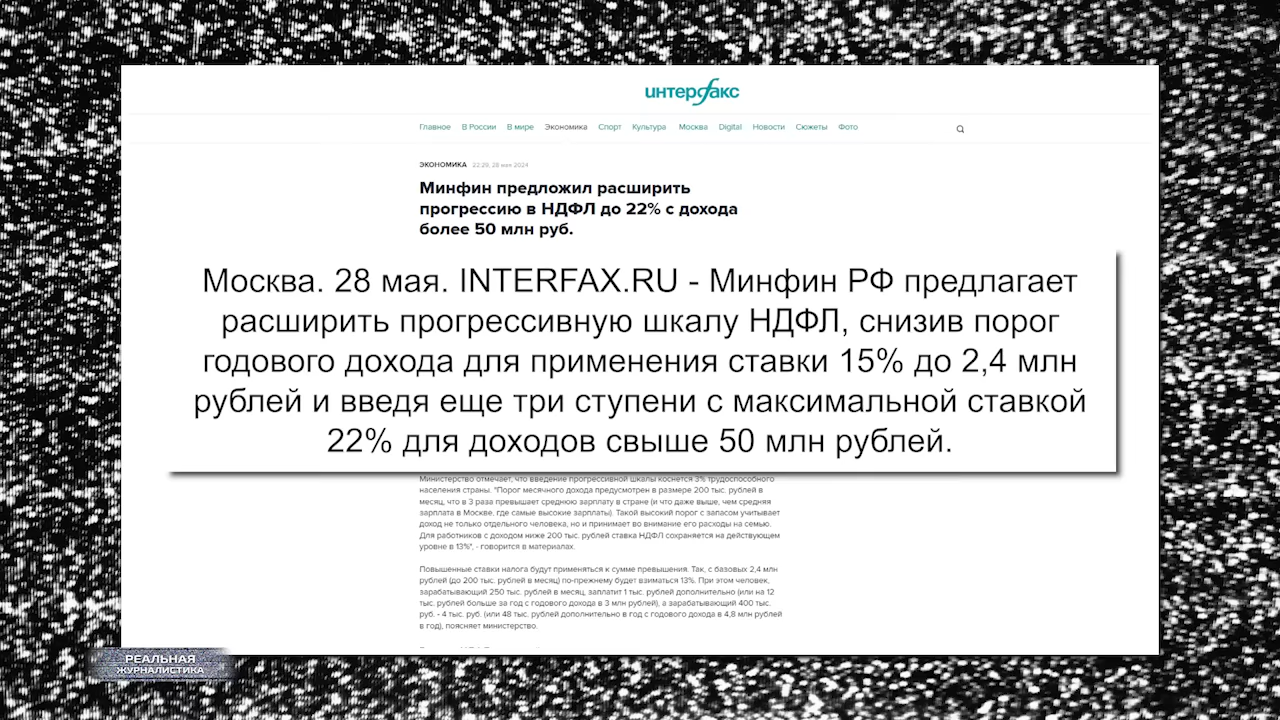 интерфакс
Главное В России В мире Экономика Спорт Культура Москва Digital Новости Сюжеты Фото
ЭКОНОМИКА 22:29, 28 мая 2024
Минфин предложил расширить
прогрессию в НДФЛ до 22% с дохода
более 50 млн руб.
Москва. 28 мая. INTERFAX.RU - Минфин РФ предлагает
расширить прогрессивную шкалу НДФЛ, снизив порог
годового дохода для применения ставки 15% до 2,4 млн
рублей и введя еще три ступени с максимальной ставкой
22% для доходов свыше 50 млн рублей.
Министерство отмечает, что введение прогрессивной шкалы коснется 3% трудоспособного
населения страны. "Порог месячного дохода предусмотрен в размере 200 тыс. рублей в
месяц, что в 3 раза превышает среднюю зарплату в стране (и что даже выше, чем средняя
зарплата в Москве, где самые высокие зарплаты). Такой высокий порог с запасом учитывает
доход не только отдельного человека, но и принимает во внимание его расходы на семью.
Для работников с доходом ниже 200 тыс. рублей ставка НДФЛ сохраняется на действующем
уровне в 13%", - говорится в материалах.
Повышенные ставки налога будут применяться к сумме превышения. Так, с базовых 2,4 млн
рублей (до 200 тыс. рублей в месяц) по-прежнему будет взиматься 13%. При этом человек,
зарабатывающий 250 тыс. рублей в месяц, заплатит 1 тыс. рублей дополнительно (или на 12
тыс. рублей больше за год с годового дохода в 3 млн рублей), а зарабатывающий 400 тыс.
руб. - 4 тыс. руб. (или 48 тыс. рублей дополнительно в год с годового дохода в 4,8 млн рублей
в год), поясняет министерство.
РЕАЛЬНАЯ
ЖУРНАЛИСТИКА